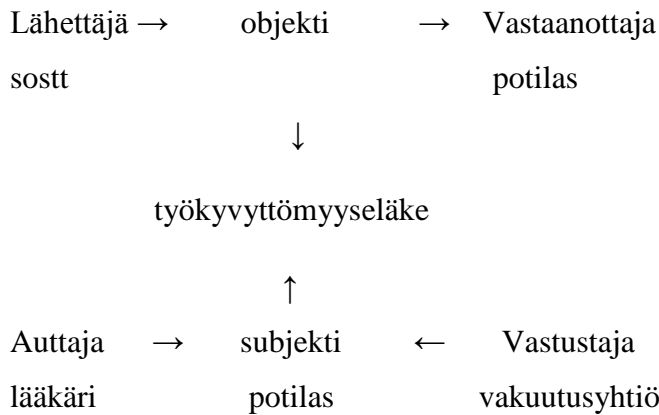 Lähettäjä → objekti → Vastaanottaja
sostt potilas
↓
työkyvyttömyyseläke
↑
Auttaja → subjekti ← Vastustaja
lääkäri potilas vakuutusyhtiö